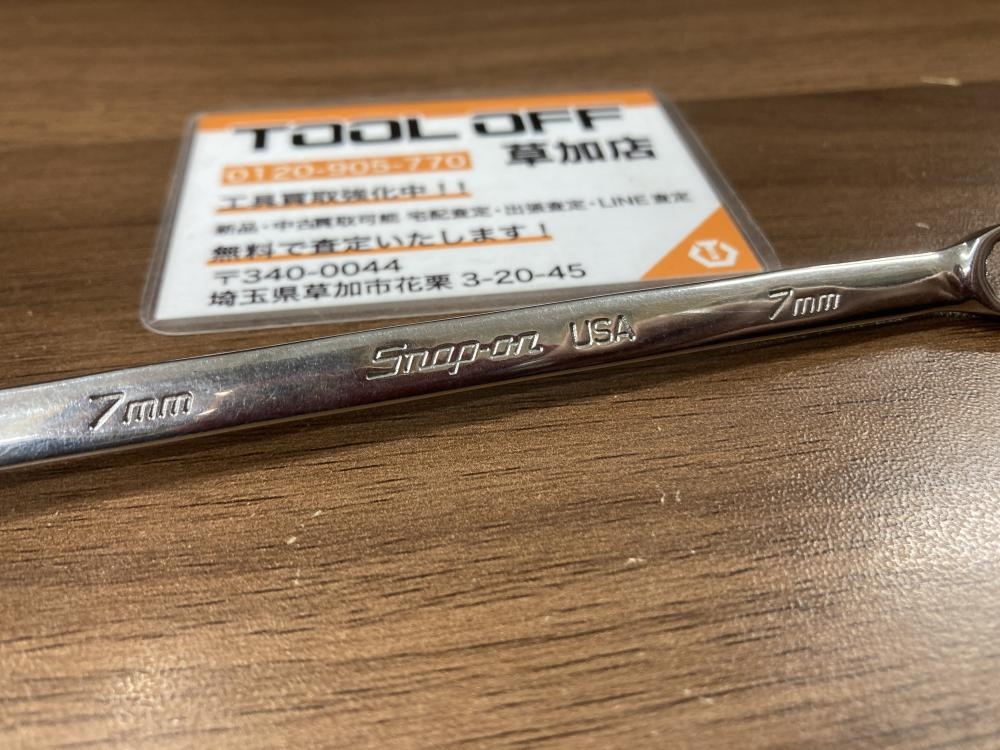 TOOL OFF
草加店
0120-905-770
工具買取強化中！！
新品・中古買取可能 宅配査定・出張査定・LINE査定
無料で査定いたします！
〒340-0044
埼玉県草加市花栗 3-20-45
7mm Snap-on USA 7mm